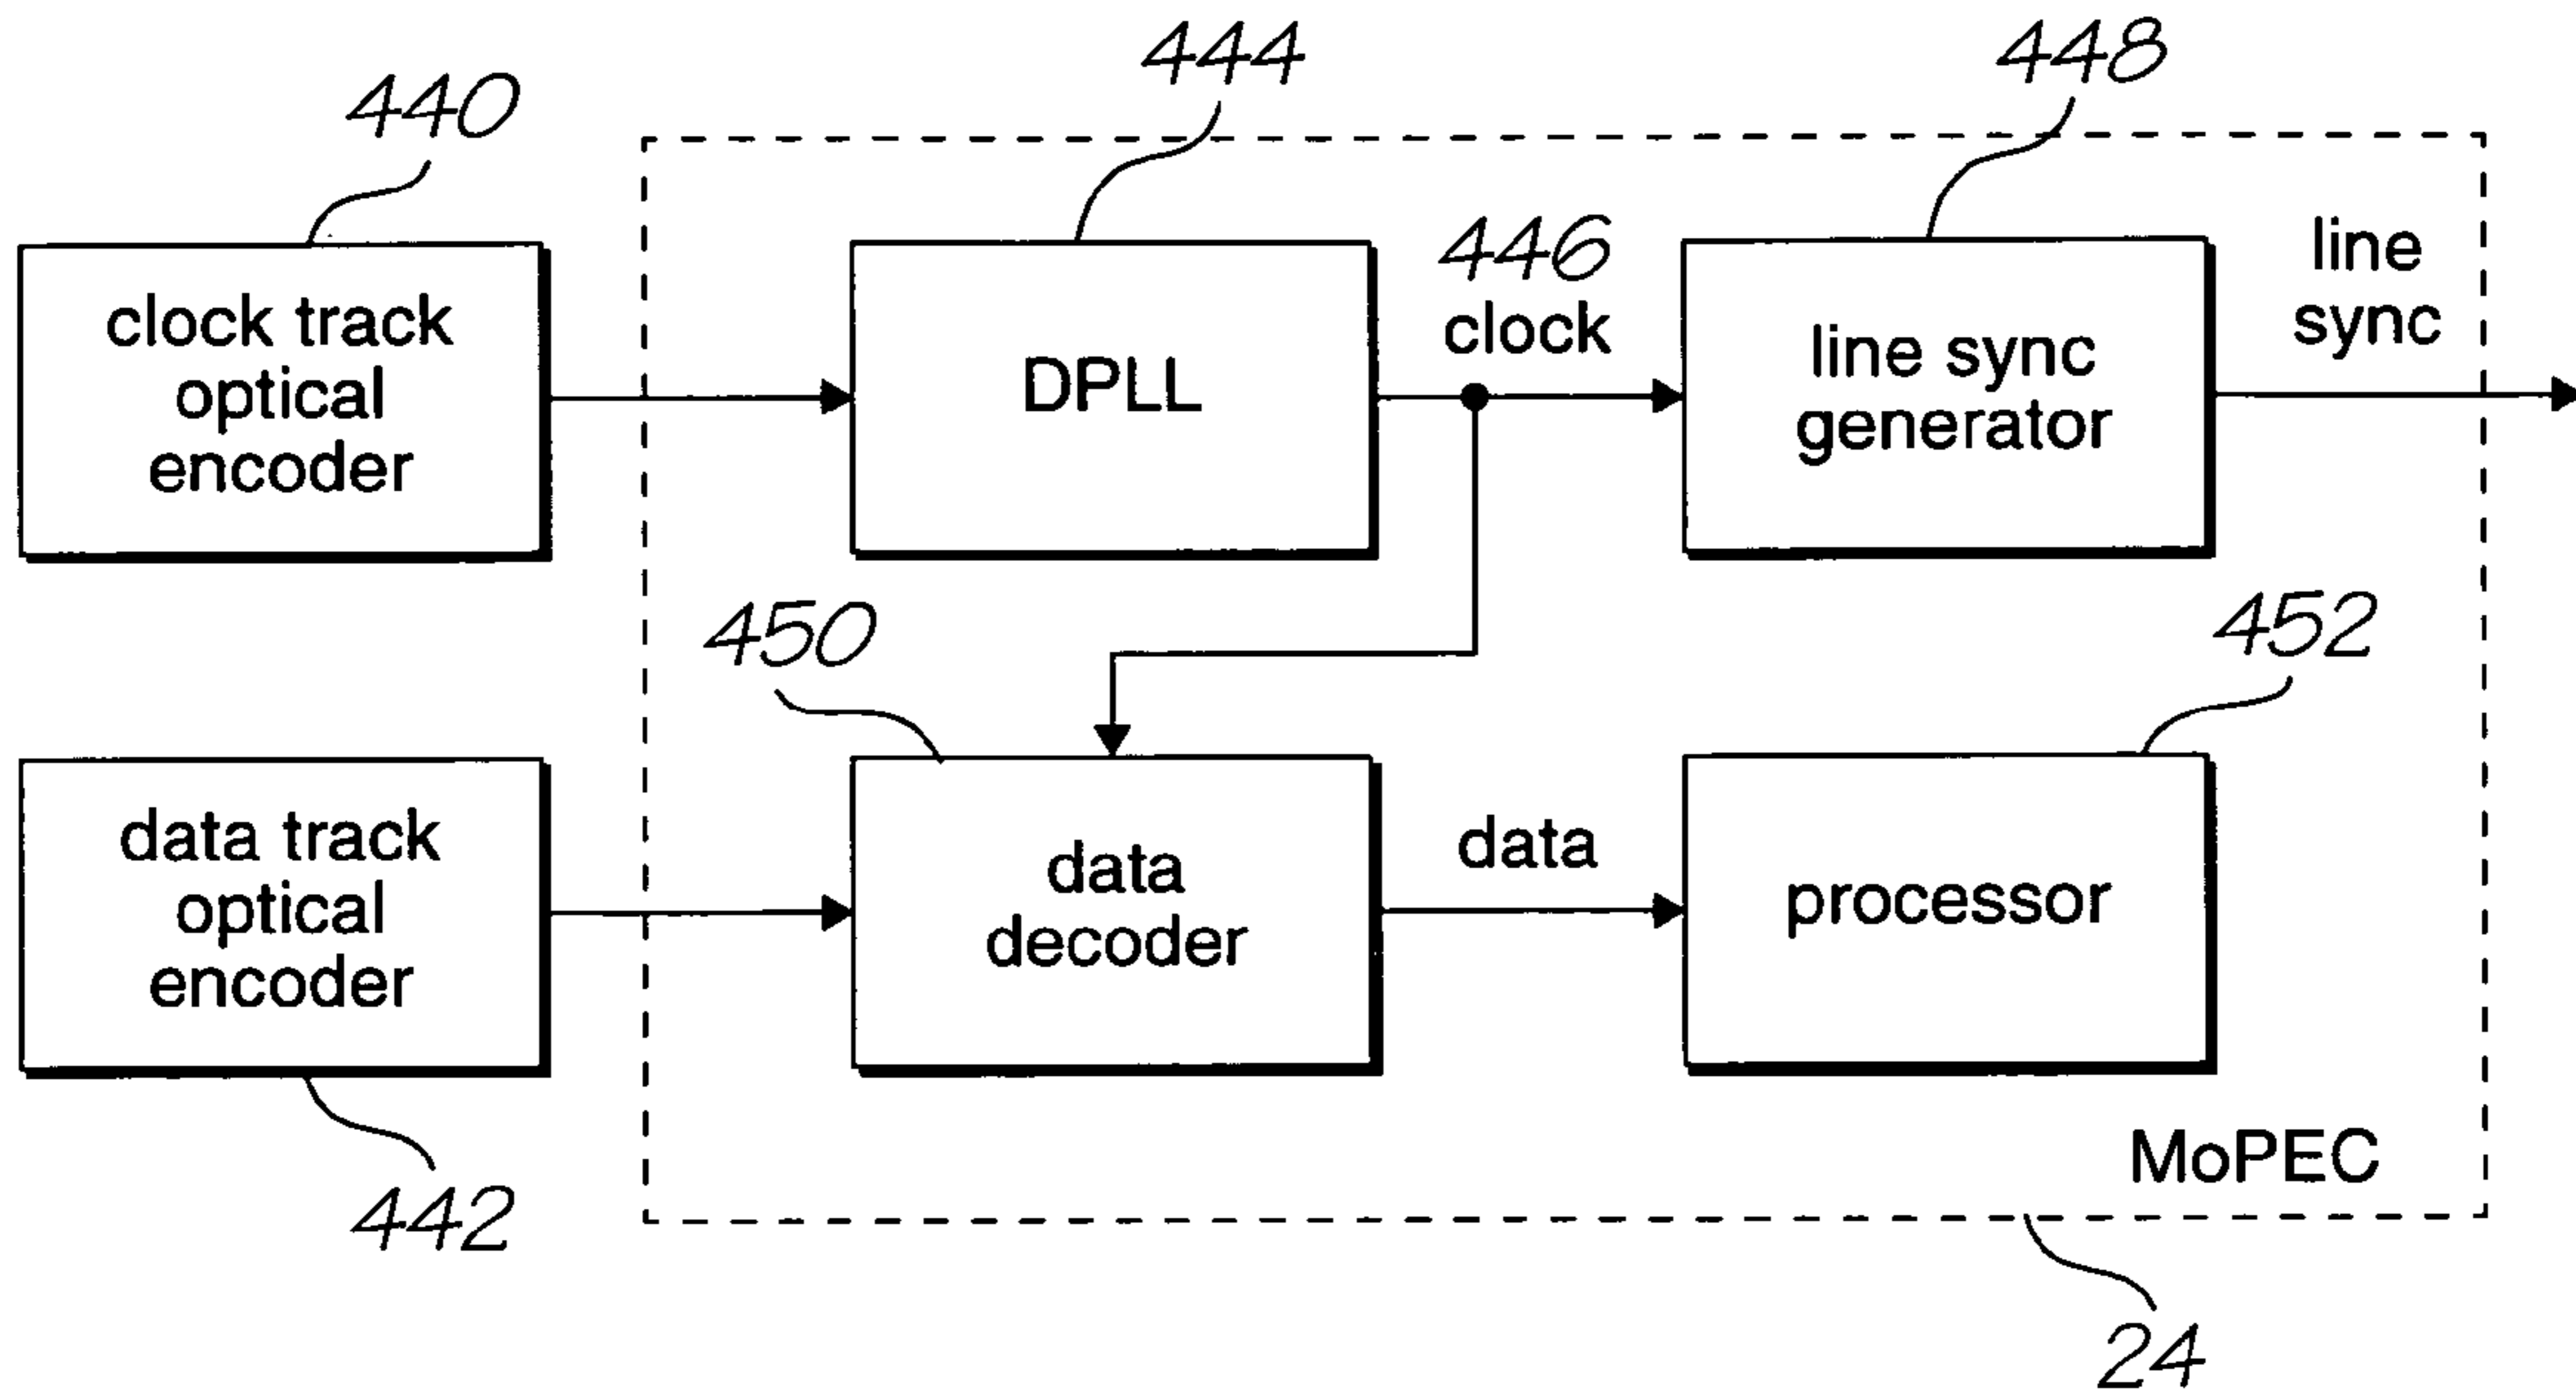 444
448
440
446
clock
line
sync
clock track
optical
encoder
DPLL
line sync
generator
450
452
data track
optical
encoder
data
decoder
data
processor
MoPEC
442
24